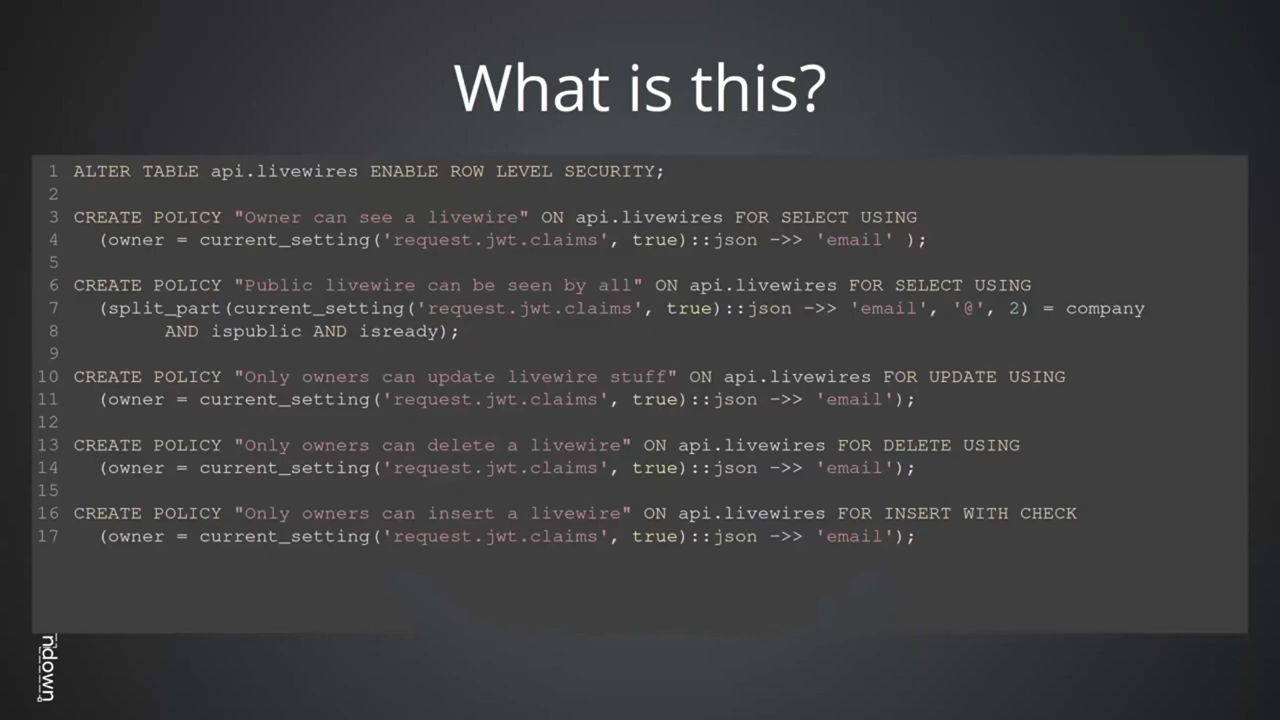 What is this?
1 ALTER TABLE api.livewires ENABLE ROW LEVEL SECURITY;
2
3 CREATE POLICY "Owner can see a livewire" ON api.livewires FOR SELECT USING
4 (owner = current_setting('request.jwt.claims', true)::json ->> 'email' );
5
6 CREATE POLICY "Public livewire can be seen by all" ON api.livewires FOR SELECT USING
7 (split_part(current_setting('request.jwt.claims', true)::json ->> 'email', '@', 2) = company
8 AND ispublic AND isready);
9
10 CREATE POLICY "Only owners can update livewire stuff" ON api.livewires FOR UPDATE USING
11 (owner = current_setting('request.jwt.claims', true)::json ->> 'email');
12
13 CREATE POLICY "Only owners can delete a livewire" ON api.livewires FOR DELETE USING
14 (owner = current_setting('request.jwt.claims', true)::json ->> 'email');
15
16 CREATE POLICY "Only owners can insert a livewire" ON api.livewires FOR INSERT WITH CHECK
17 (owner = current_setting('request.jwt.claims', true)::json ->> 'email');
ndown